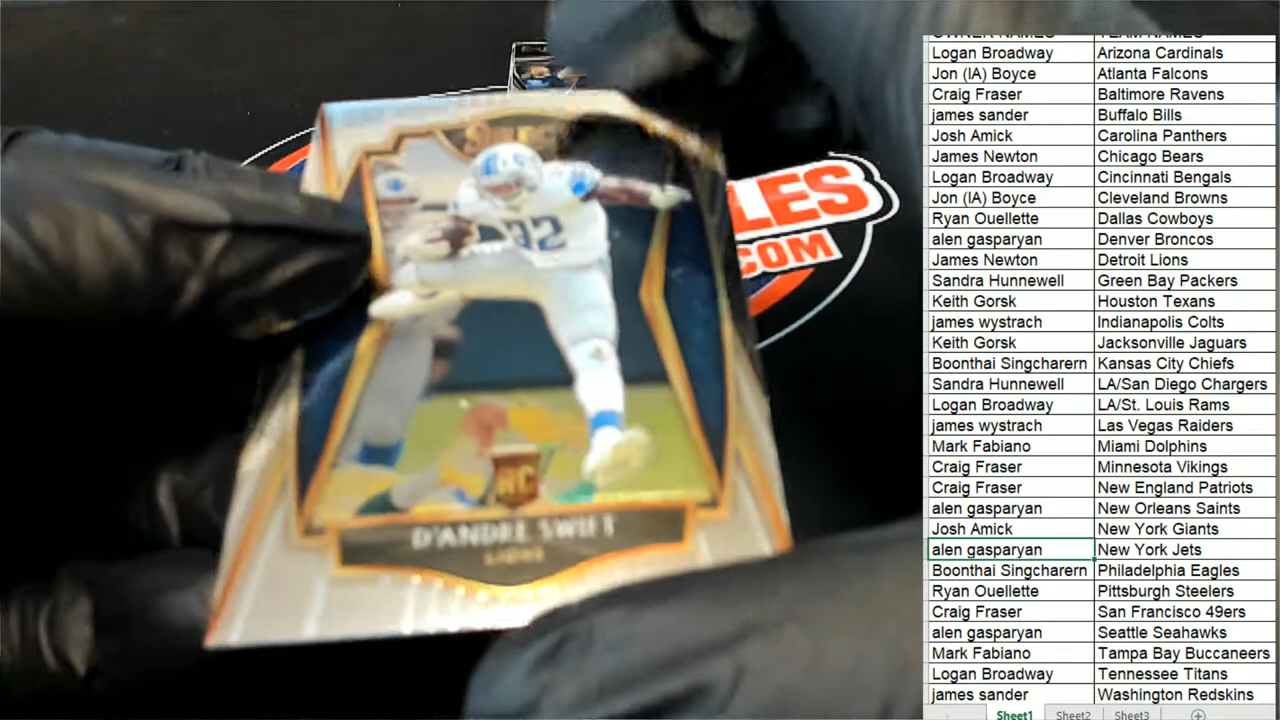 OWNER NAMES TEAM NAMES
Logan Broadway Arizona Cardinals
Jon (IA) Boyce Atlanta Falcons
Craig Fraser Baltimore Ravens
james sander Buffalo Bills
Josh Amick Carolina Panthers
James Newton Chicago Bears
Logan Broadway Cincinnati Bengals
Jon (IA) Boyce Cleveland Browns
Ryan Ouellette Dallas Cowboys
alen gasparyan Denver Broncos
James Newton Detroit Lions
Sandra Hunnewell Green Bay Packers
Keith Gorsk Houston Texans
james wystrach Indianapolis Colts
Keith Gorsk Jacksonville Jaguars
Boonthai Singcharern Kansas City Chiefs
Sandra Hunnewell LA/San Diego Chargers
Logan Broadway LA/St. Louis Rams
james wystrach Las Vegas Raiders
Mark Fabiano Miami Dolphins
Craig Fraser Minnesota Vikings
Craig Fraser New England Patriots
alen gasparyan New Orleans Saints
Josh Amick New York Giants
alen gasparyan New York Jets
Boonthai Singcharern Philadelphia Eagles
Ryan Ouellette Pittsburgh Steelers
Craig Fraser San Francisco 49ers
alen gasparyan Seattle Seahawks
Mark Fabiano Tampa Bay Buccaneers
Logan Broadway Tennessee Titans
james sander Washington Redskins
Sheet1 Sheet2 Sheet3
32
RC
D'ANDRE SWIFT
LIONS
LES
COM